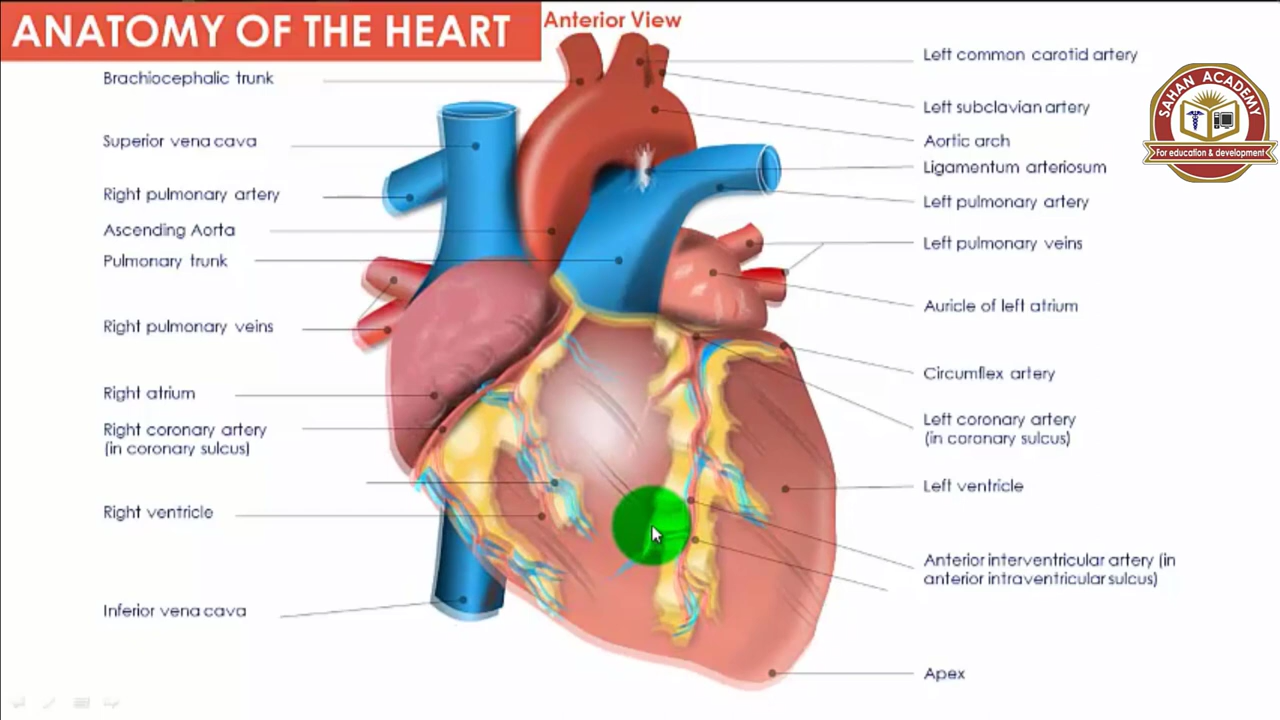 ANATOMY OF THE HEART
Anterior View
Brachiocephalic trunk
Superior vena cava
Right pulmonary artery
Ascending Aorta
Pulmonary trunk
Right pulmonary veins
Right atrium
Right coronary artery
(in coronary sulcus)
Right ventricle
Inferior vena cava
Left common carotid artery
Left subclavian artery
Aortic arch
Ligamentum arteriosum
Left pulmonary artery
Left pulmonary veins
Auricle of left atrium
Circumflex artery
Left coronary artery
(in coronary sulcus)
Left ventricle
Anterior interventricular artery (in
anterior intraventricular sulcus)
Apex
SAHAN ACADEMY
For education & development